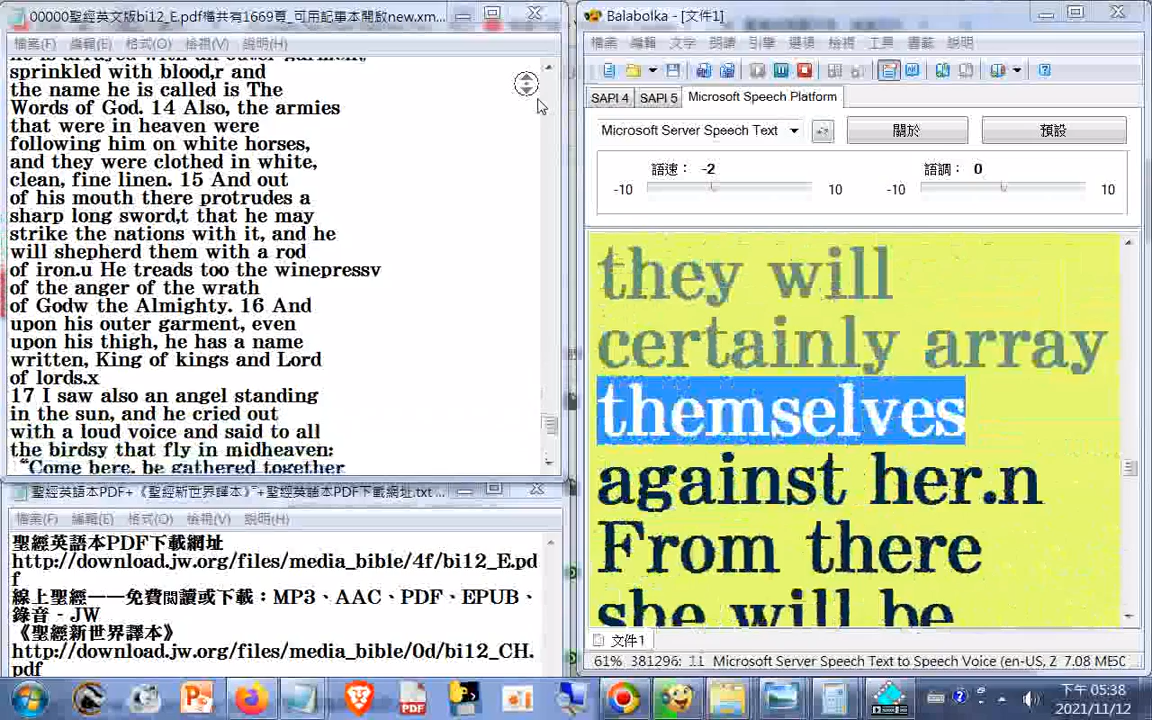 00000聖經英文版bi12_E.pdf檔共有1669頁_可用記事本開啟new.xm...
檔案(F) 編輯(E) 格式(O) 檢視(V) 說明(H)
he is arrayed with an outer garment,
sprinkled with blood,r and
the name he is called is The
Words of God. 14 Also, the armies
that were in heaven were
following him on white horses,
and they were clothed in white,
clean, fine linen. 15 And out
of his mouth there protrudes a
sharp long sword,t that he may
strike the nations with it, and he
will shepherd them with a rod
of iron.u He treads too the winepressv
of the anger of the wrath
of Godw the Almighty. 16 And
upon his outer garment, even
upon his thigh, he has a name
written, King of kings and Lord
of lords.x
17 I saw also an angel standing
in the sun, and he cried out
with a loud voice and said to all
the birdsy that fly in midheaven:
“Come here, be gathered together
聖經英語本PDF+《聖經新世界譯本》+聖經英語本PDF下載網址.txt ...
檔案(F) 編輯(E) 格式(O) 檢視(V) 說明(H)
聖經英語本PDF下載網址
http://download.jw.org/files/media_bible/4f/bi12_E.pd
f
線上聖經——免費閱讀或下載：MP3、AAC、PDF、EPUB、
錄音 - JW
《聖經新世界譯本》
http://download.jw.org/files/media_bible/0d/bi12_CH.
pdf
Balabolka - [文件1]
檔案 編輯 文字 朗讀 引擎 選項 檢視 工具 書籤 說明
SAPI 4 SAPI 5 Microsoft Speech Platform
Microsoft Server Speech Text 關於 預設
語速： -2 語調： 0
-10 10 -10 10
they will
certainly array
themselves
against her.n
From there
she will be
文件1
61% 381296: 11 Microsoft Server Speech Text to Speech Voice (en-US, Z 7.08 МБ
下午 05:38
2021/11/12